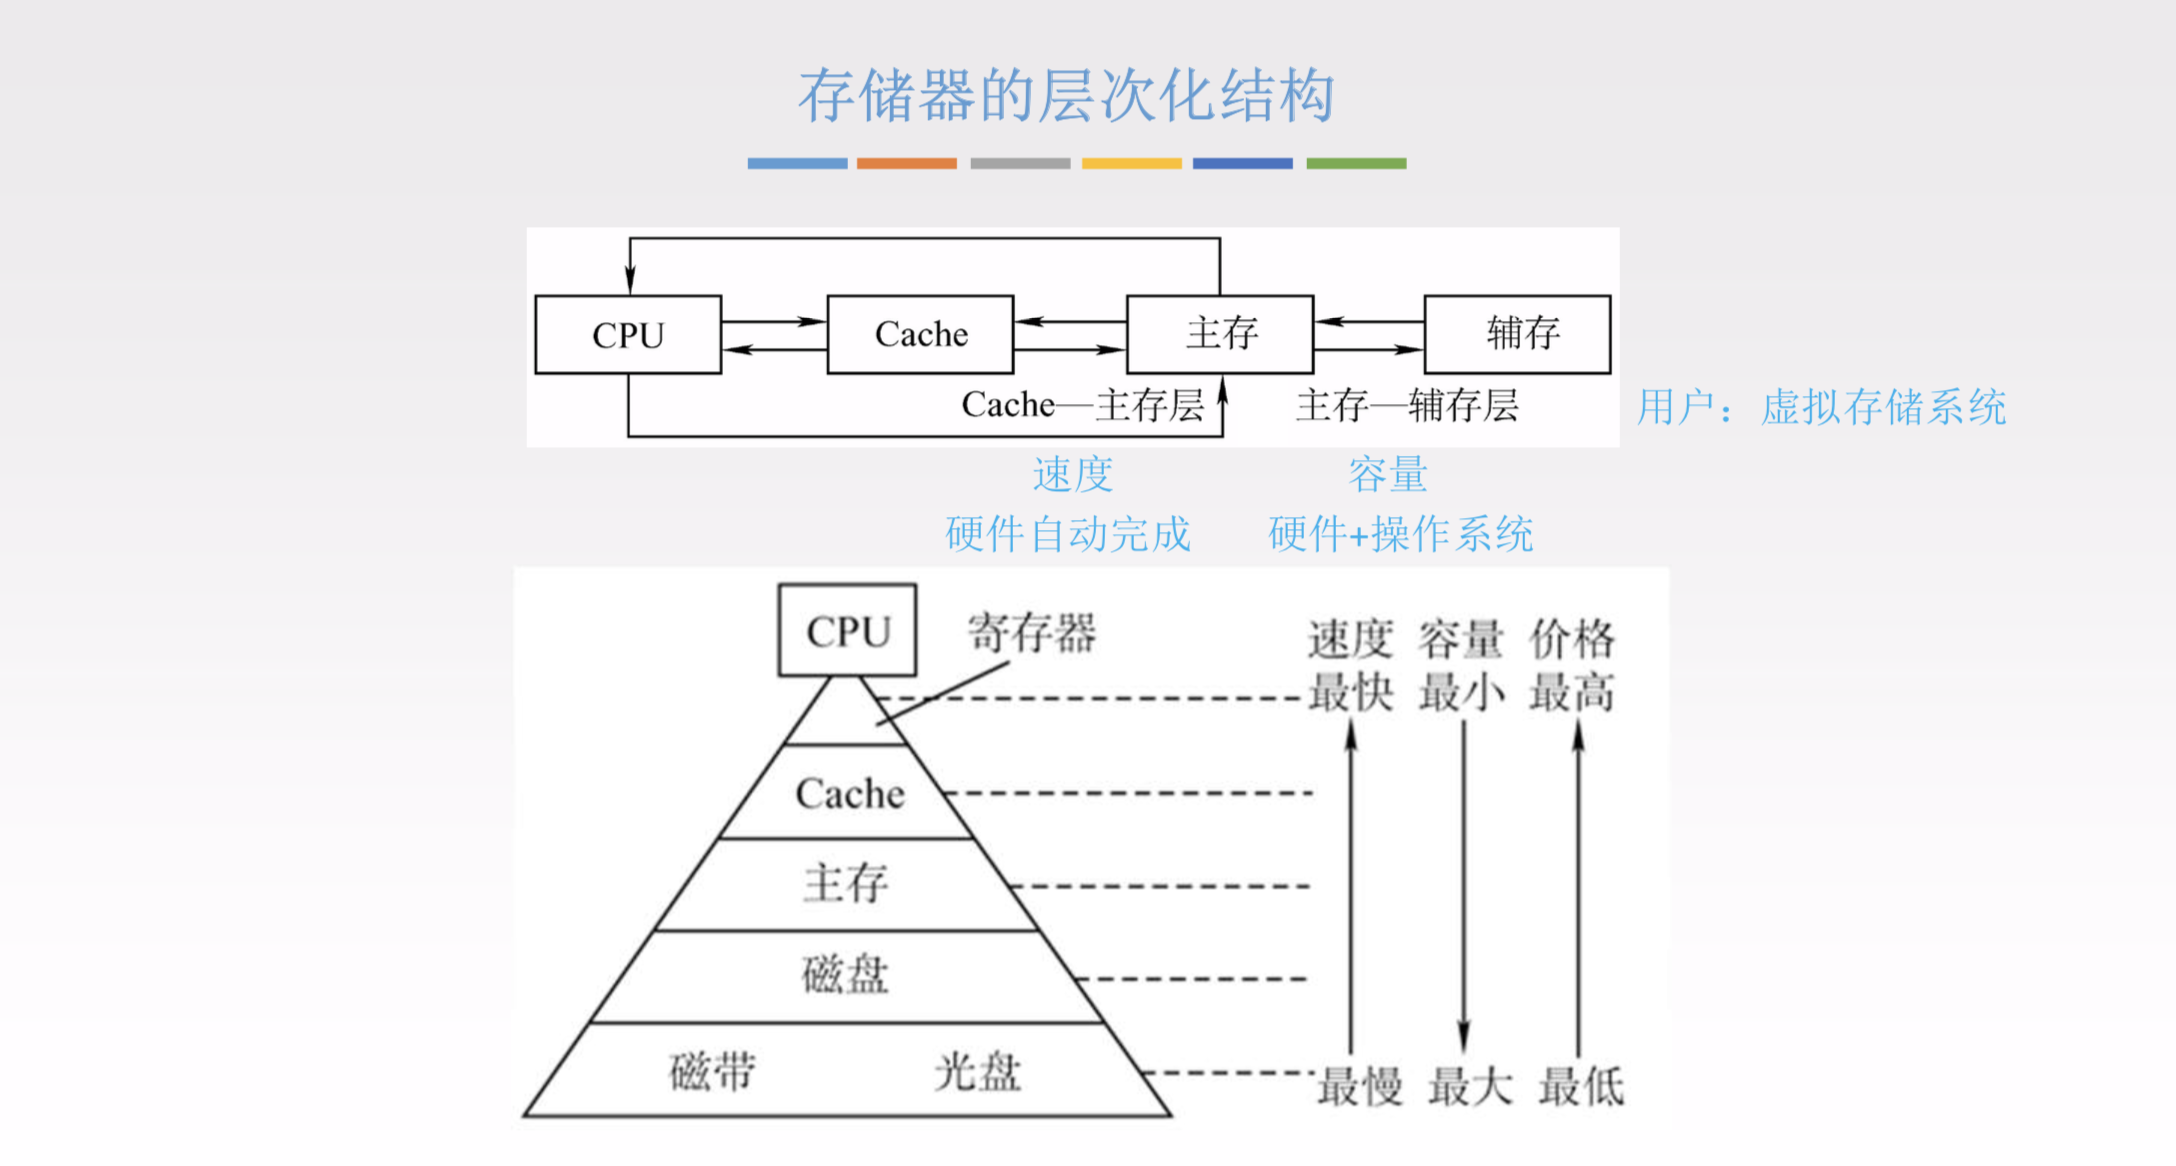 存储器的层次化结构
CPU
Cache
主存
辅存
Cache—主存层
主存—辅存层
用户：虚拟存储系统
速度
容量
硬件自动完成
硬件+操作系统
CPU
寄存器
速度 容量 价格
最快 最小 最高
Cache
主存
磁盘
磁带
光盘
最慢 最大 最低